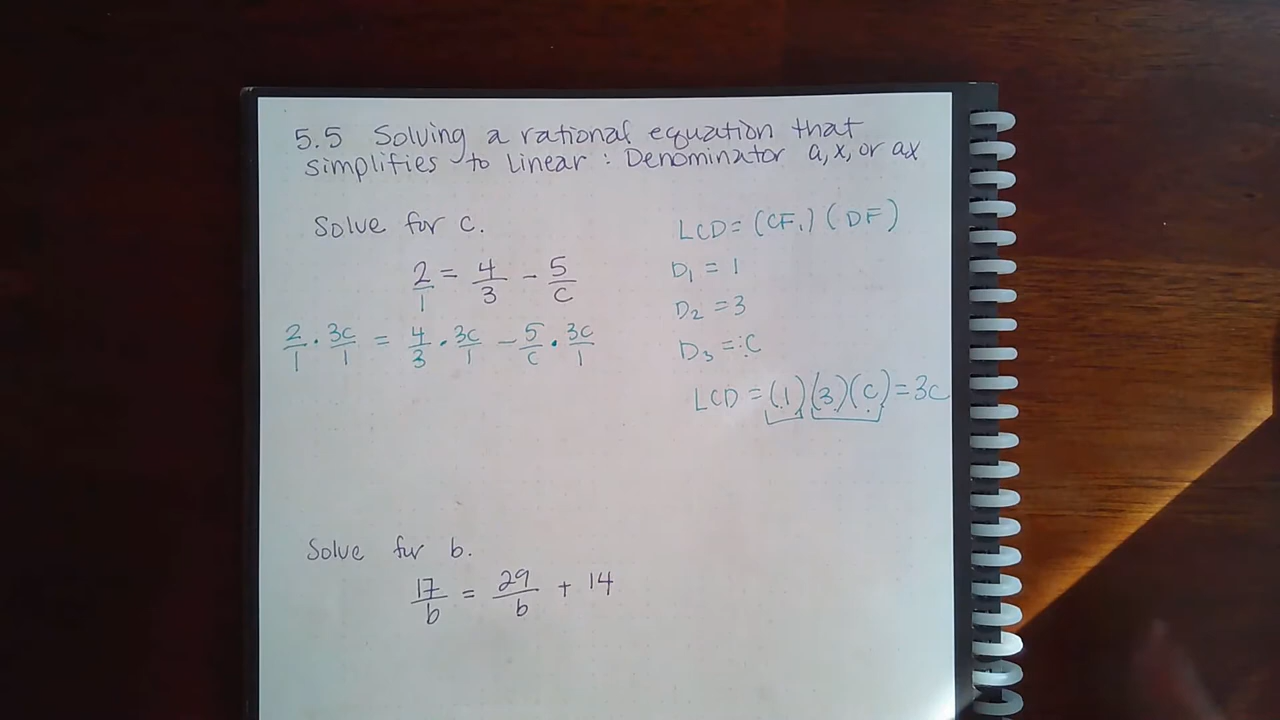 5.5 Solving a rational equation that
simplifies to linear : Denominator a, x, or ax
Solve for c.
2/1 = 4/3 - 5/c
2/1 · 3c/1 = 4/3 · 3c/1 - 5/c · 3c/1
LCD = (CF,) (DF)
D₁ = 1
D₂ = 3
D₃ = c
LCD = (1)(3)(c) = 3c
Solve for b.
17/b = 29/b + 14